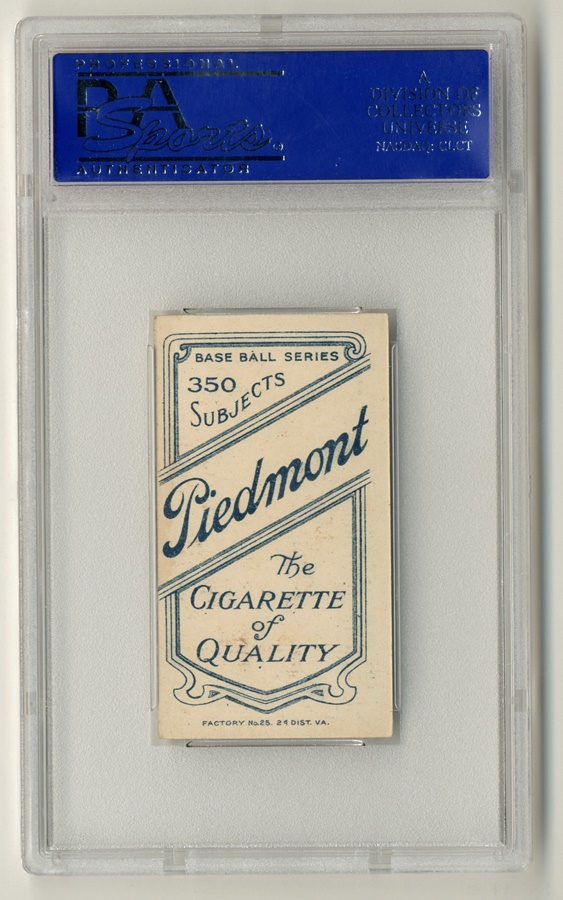 PROFESSIONAL
PSA
Sports
AUTHENTICATOR
A
DIVISION OF
COLLECTORS
UNIVERSE
NASDAQ: CLCT
BASE BALL SERIES
350
SUBJECTS
Piedmont
The
CIGARETTE
of
QUALITY
FACTORY No. 25. 2d DIST. VA.